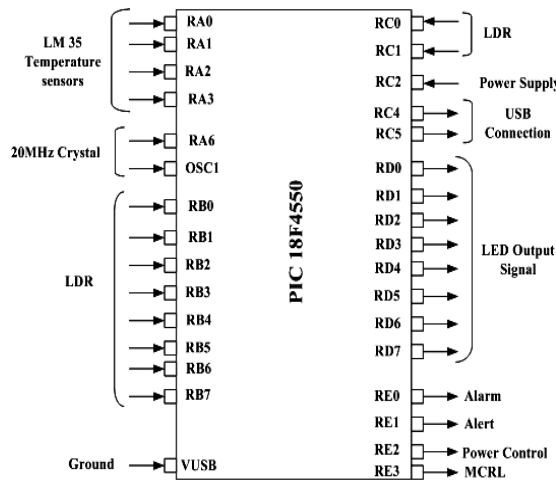 LM 35
Temperature
sensors
RA0
RA1
RA2
RA3
20MHz Crystal
RA6
OSC1
LDR
RB0
RB1
RB2
RB3
RB4
RB5
RB6
RB7
Ground
VUSB
PIC 18F4550
RC0
RC1
LDR
RC2
Power Supply
RC4
RC5
USB
Connection
RD0
RD1
RD2
RD3
RD4
RD5
RD6
RD7
LED Output
Signal
RE0
Alarm
RE1
Alert
RE2
Power Control
RE3
MCRL